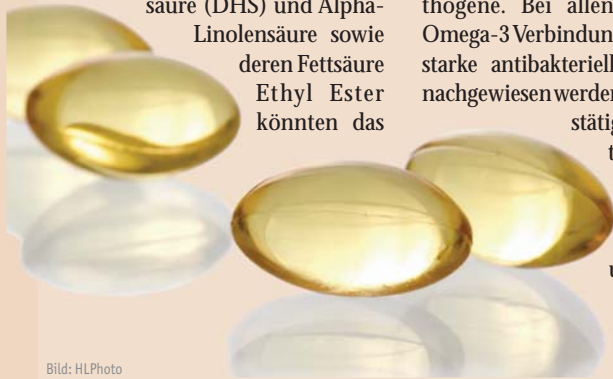 säure (DHS) und Alpha-
Linolensäure sowie
deren Fettsäure
Ethyl Ester
könnten das
thogene. Bei allen
Omega-3 Verbindun
starke antibakteriell
nachgewiesen werden
stätig
t
u
Bild: HLPhoto